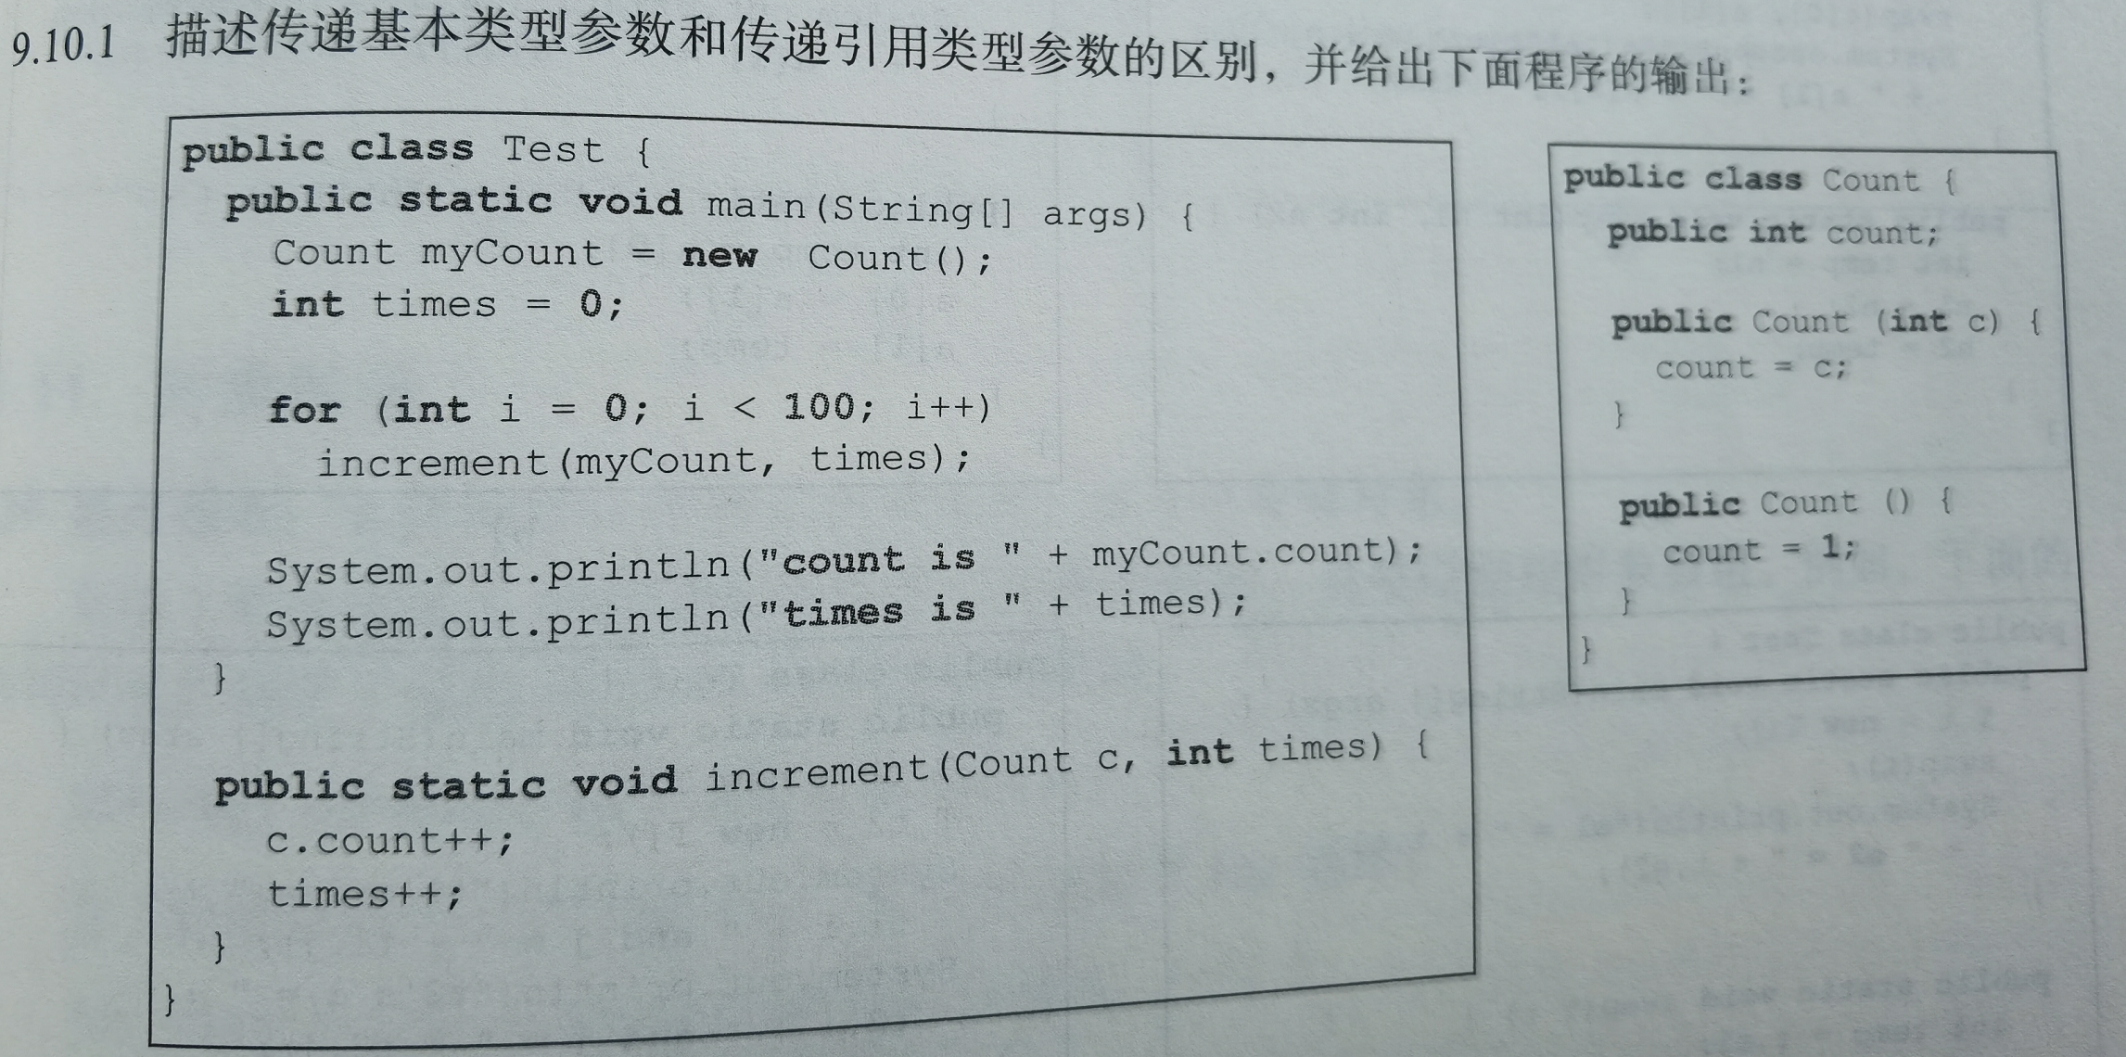 9.10.1 描述传递基本类型参数和传递引用类型参数的区别，并给出下面程序的输出：
public class Test {
public static void main(String[] args) {
Count myCount = new Count();
int times = 0;
for (int i = 0; i < 100; i++)
increment(myCount, times);
System.out.println("count is " + myCount.count);
System.out.println("times is " + times);
}
public static void increment(Count c, int times) {
c.count++;
times++;
}
}
public class Count {
public int count;
public Count (int c) {
count = c;
}
public Count () {
count = 1;
}
}